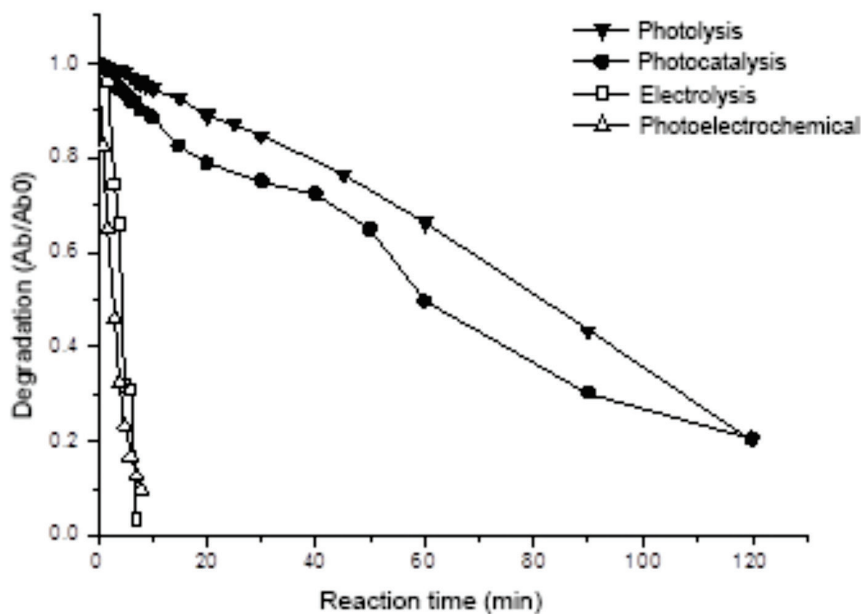 Photolysis
Photocatalysis
Electrolysis
Photoelectrochemical
1.0
0.8
0.6
0.4
0.2
0.0
Degradation (Ab/Ab0)
0 20 40 60 80 100 120
Reaction time (min)